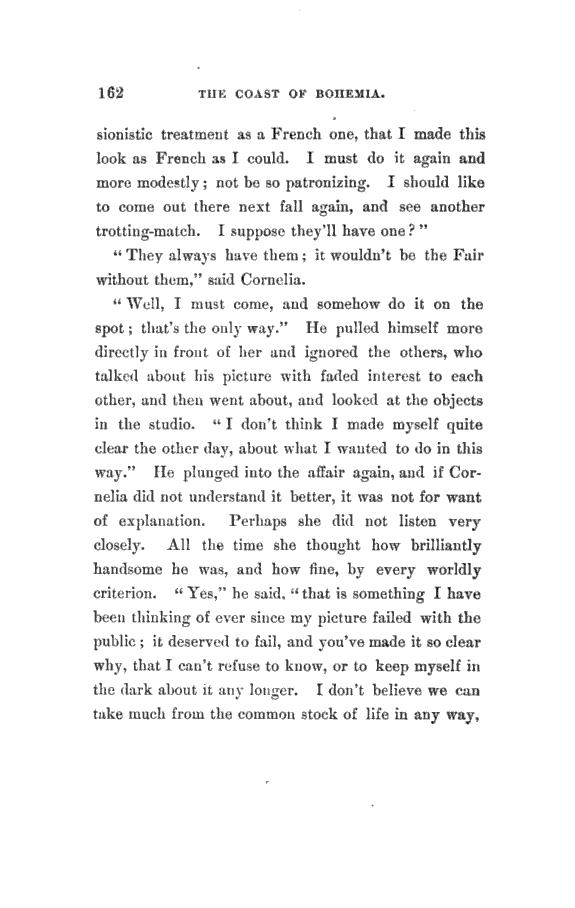 162 THE COAST OF BOHEMIA.
sionistic treatment as a French one, that I made this
look as French as I could. I must do it again and
more modestly; not be so patronizing. I should like
to come out there next fall again, and see another
trotting-match. I suppose they'll have one?"
"They always have them; it wouldn't be the Fair
without them," said Cornelia.
"Well, I must come, and somehow do it on the
spot; that's the only way." He pulled himself more
directly in front of her and ignored the others, who
talked about his picture with faded interest to each
other, and then went about, and looked at the objects
in the studio. "I don't think I made myself quite
clear the other day, about what I wanted to do in this
way." He plunged into the affair again, and if Cor-
nelia did not understand it better, it was not for want
of explanation. Perhaps she did not listen very
closely. All the time she thought how brilliantly
handsome he was, and how fine, by every worldly
criterion. "Yes," he said, "that is something I have
been thinking of ever since my picture failed with the
public; it deserved to fail, and you've made it so clear
why, that I can't refuse to know, or to keep myself in
the dark about it any longer. I don't believe we can
take much from the common stock of life in any way,